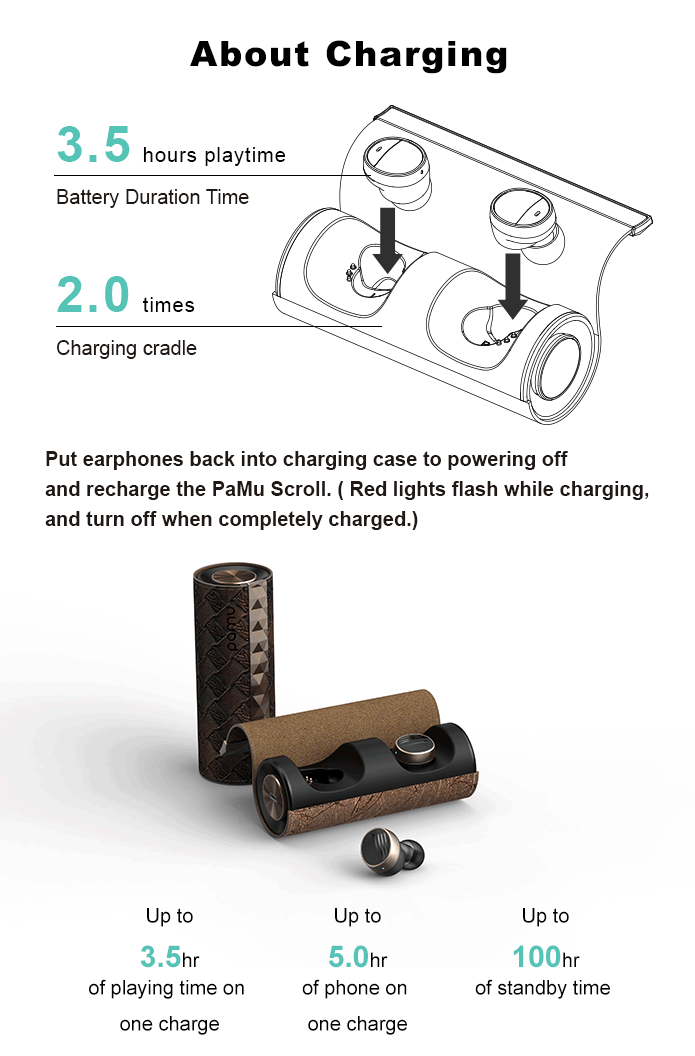 About Charging
3.5 hours playtime
Battery Duration Time
2.0 times
Charging cradle
Put earphones back into charging case to powering off
and recharge the PaMu Scroll. ( Red lights flash while charging,
and turn off when completely charged.)
pamu
Up to
3.5hr
of playing time on
one charge
Up to
5.0hr
of phone on
one charge
Up to
100hr
of standby time